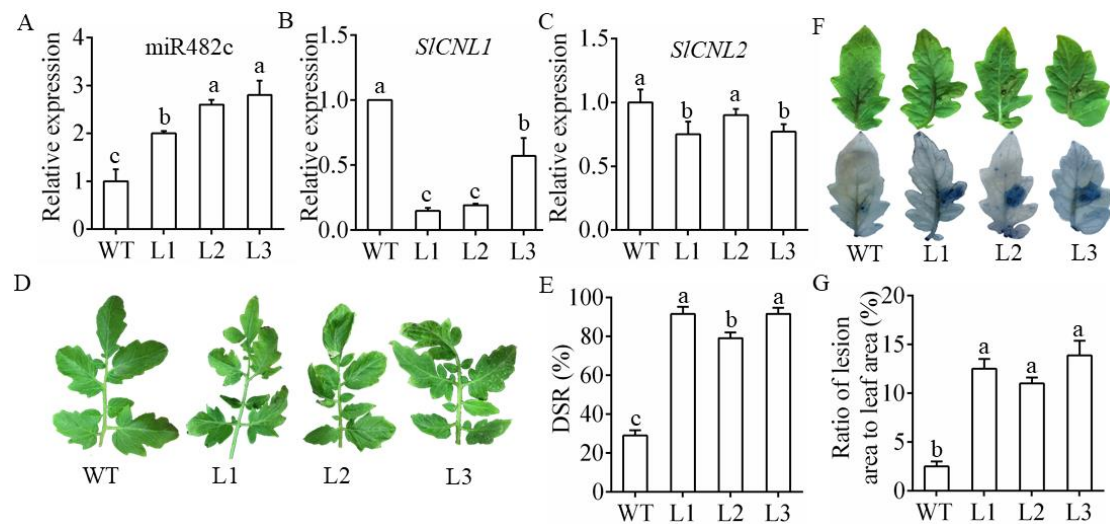 A
Relative expression
miR482c
4
3
2
1
0
c
b
a
a
WT
L1
L2
L3
B
Relative expression
SlCNL1
1.5
1.0
0.5
0.0
a
c
c
b
WT
L1
L2
L3
C
Relative expression
SlCNL2
1.5
1.0
0.5
0.0
a
b
a
b
WT
L1
L2
L3
F
WT
L1
L2
L3
D
WT
L1
L2
L3
E
DSR (%)
100
80
60
40
20
0
c
a
b
a
WT
L1
L2
L3
G
Ratio of lesion
area to leaf area (%)
20
15
10
5
0
b
a
a
a
WT
L1
L2
L3